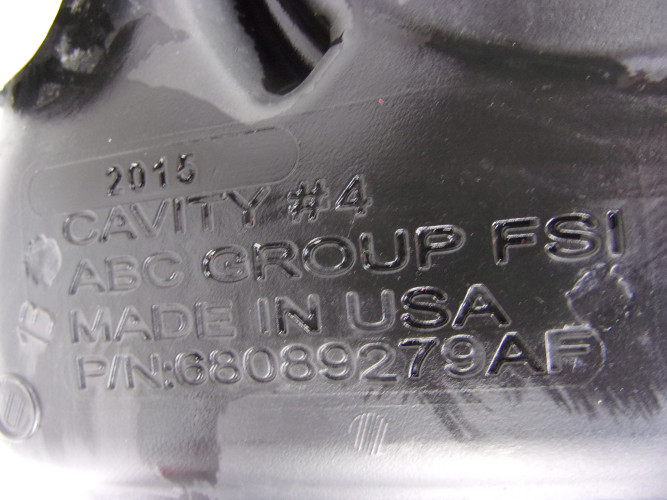 2015
CAVITY #4
ABC GROUP FSI
MADE IN USA
P/N:68089279AF